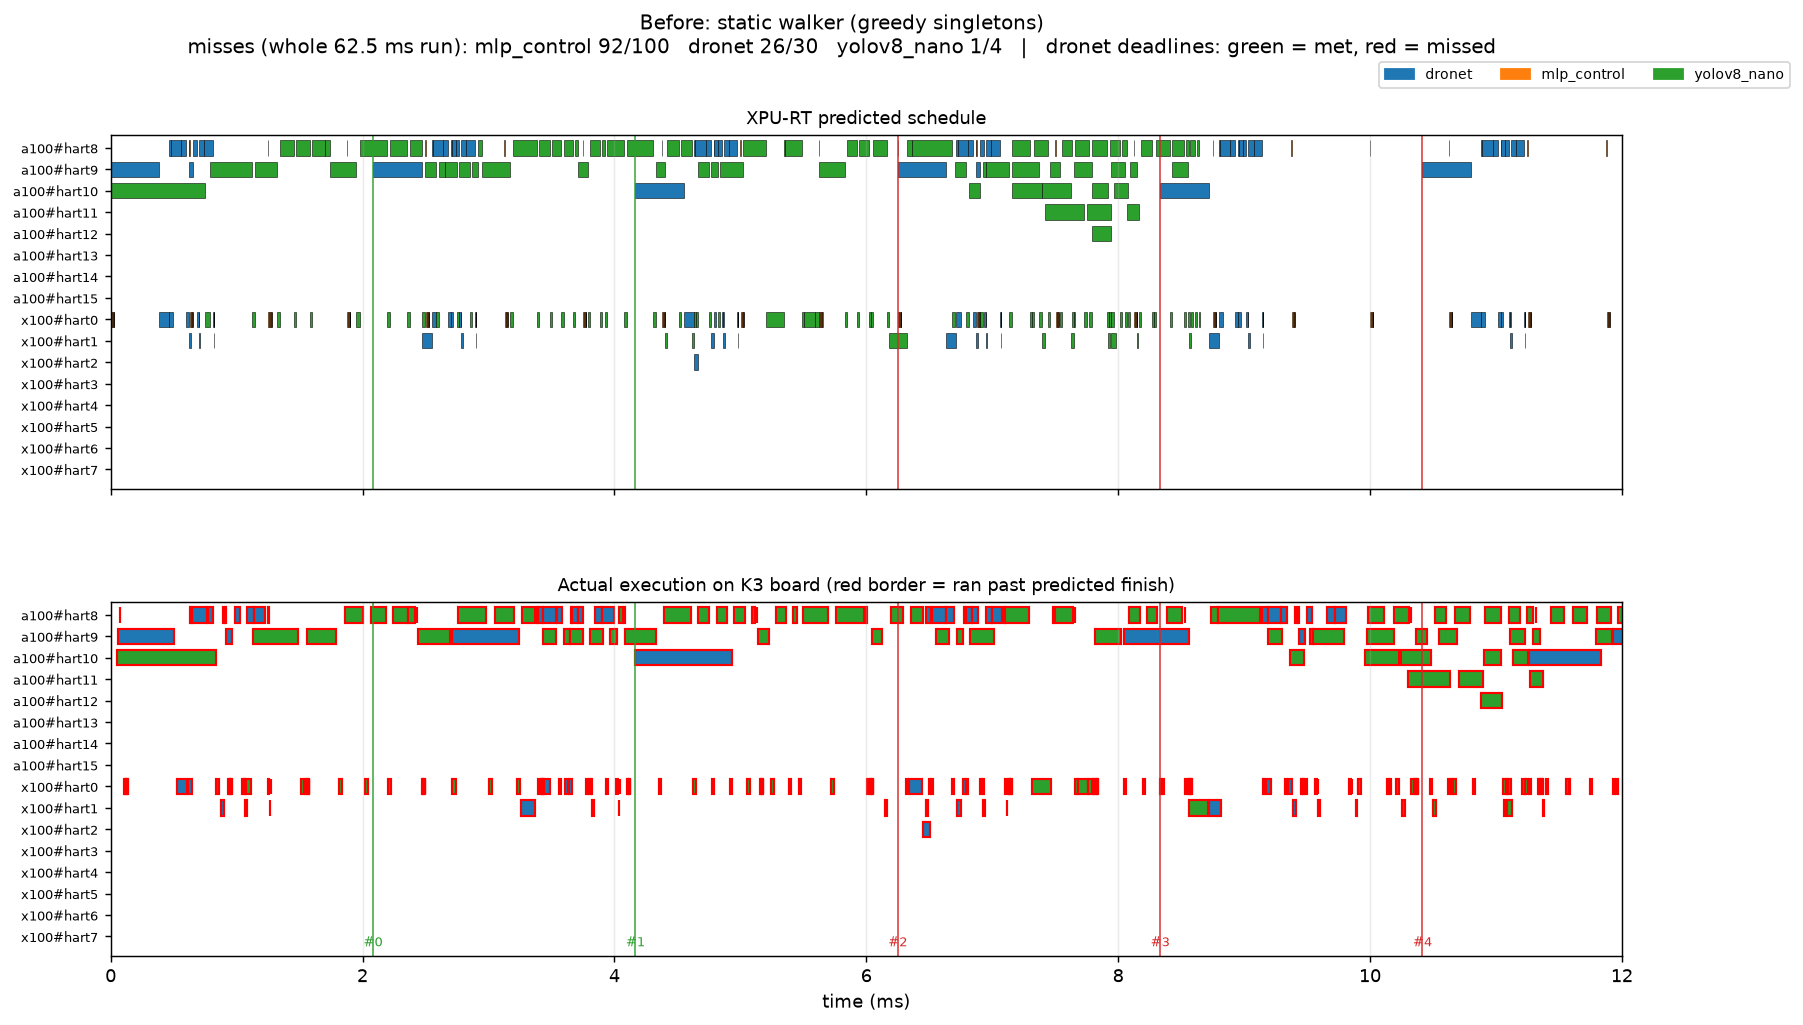 Before: static walker (greedy singletons)
misses (whole 62.5 ms run): mlp_control 92/100   dronet 26/30   yolov8_nano 1/4   |   dronet deadlines: green = met, red = missed
dronet   mlp_control   yolov8_nano
XPU-RT predicted schedule
a100#hart8
a100#hart9
a100#hart10
a100#hart11
a100#hart12
a100#hart13
a100#hart14
a100#hart15
x100#hart0
x100#hart1
x100#hart2
x100#hart3
x100#hart4
x100#hart5
x100#hart6
x100#hart7
Actual execution on K3 board (red border = ran past predicted finish)
a100#hart8
a100#hart9
a100#hart10
a100#hart11
a100#hart12
a100#hart13
a100#hart14
a100#hart15
x100#hart0
x100#hart1
x100#hart2
x100#hart3
x100#hart4
x100#hart5
x100#hart6
x100#hart7
#0   #1   #2   #3   #4
0   2   4   6   8   10   12
time (ms)